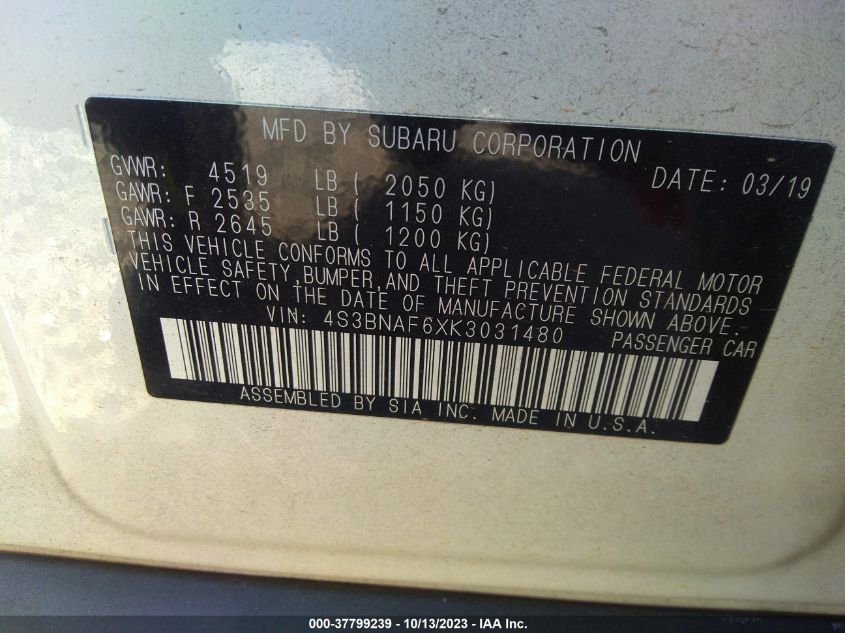 MFD BY SUBARU CORPORATION
GVWR: 4519 LB ( 2050 KG) DATE: 03/19
GAWR: F 2535 LB ( 1150 KG)
GAWR: R 2645 LB ( 1200 KG)
THIS VEHICLE CONFORMS TO ALL APPLICABLE FEDERAL MOTOR
VEHICLE SAFETY, BUMPER, AND THEFT PREVENTION STANDARDS
IN EFFECT ON THE DATE OF MANUFACTURE SHOWN ABOVE.
VIN: 4S3BNAF6XK3031480 PASSENGER CAR
ASSEMBLED BY SIA INC. MADE IN U.S.A.
000-37799239 - 10/13/2023 - IAA Inc.